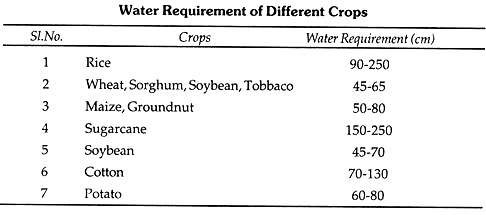 Water Requirement of Different Crops
Sl.No. Crops Water Requirement (cm)
1 Rice 90-250
2 Wheat, Sorghum, Soybean, Tobbaco 45-65
3 Maize, Groundnut 50-80
4 Sugarcane 150-250
5 Soybean 45-70
6 Cotton 70-130
7 Potato 60-80